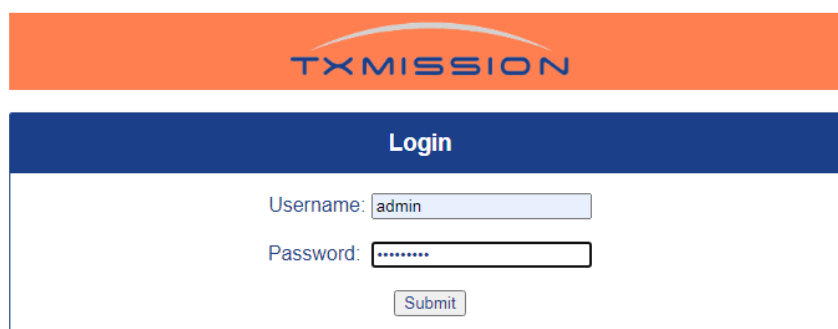 TXMISSION
Login
Username: admin
Password: •••••••••
Submit